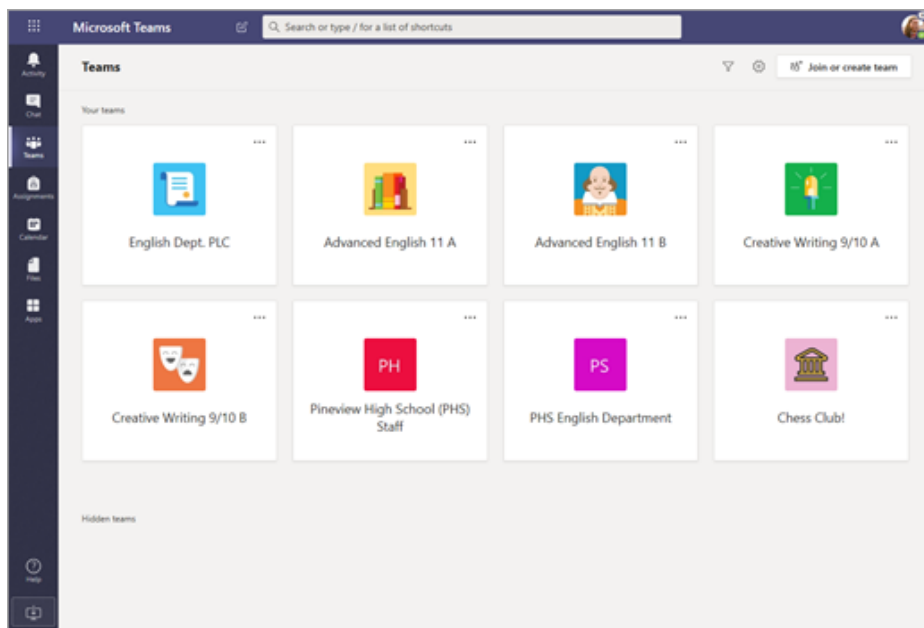 Microsoft Teams
Search or type / for a list of shortcuts
Activity
Chat
Teams
Assignments
Calendar
Files
Apps
Help
Teams
Join or create team
Your teams
English Dept. PLC
Advanced English 11 A
Advanced English 11 B
Creative Writing 9/10 A
Creative Writing 9/10 B
PH
Pineview High School (PHS)
Staff
PS
PHS English Department
Chess Club!
Hidden teams